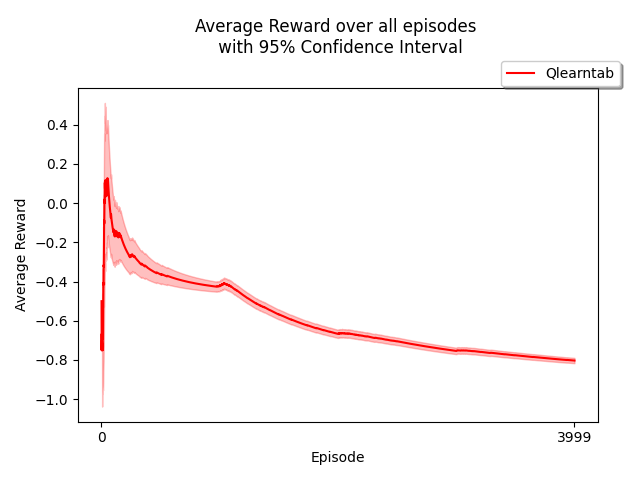 Average Reward over all episodes
with 95% Confidence Interval
Qlearntab
0.4
0.2
0.0
−0.2
−0.4
−0.6
−0.8
−1.0
Average Reward
0
3999
Episode